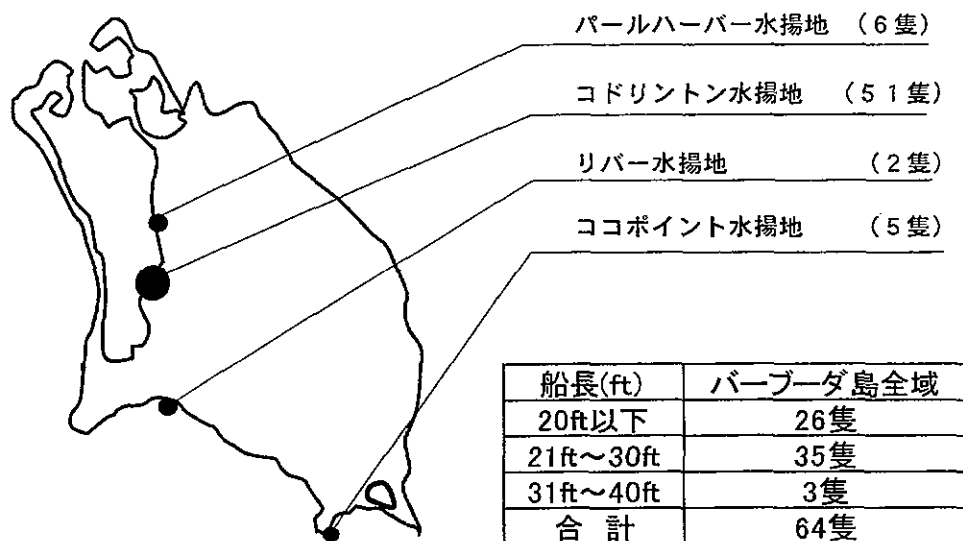 パールハーバー水揚地 （6隻）
コドリントン水揚地 （51隻）
リバー水揚地 （2隻）
ココポイント水揚地 （5隻）
船長(ft) バーブーダ島全域
20ft以下 26隻
21ft～30ft 35隻
31ft～40ft 3隻
合 計 64隻